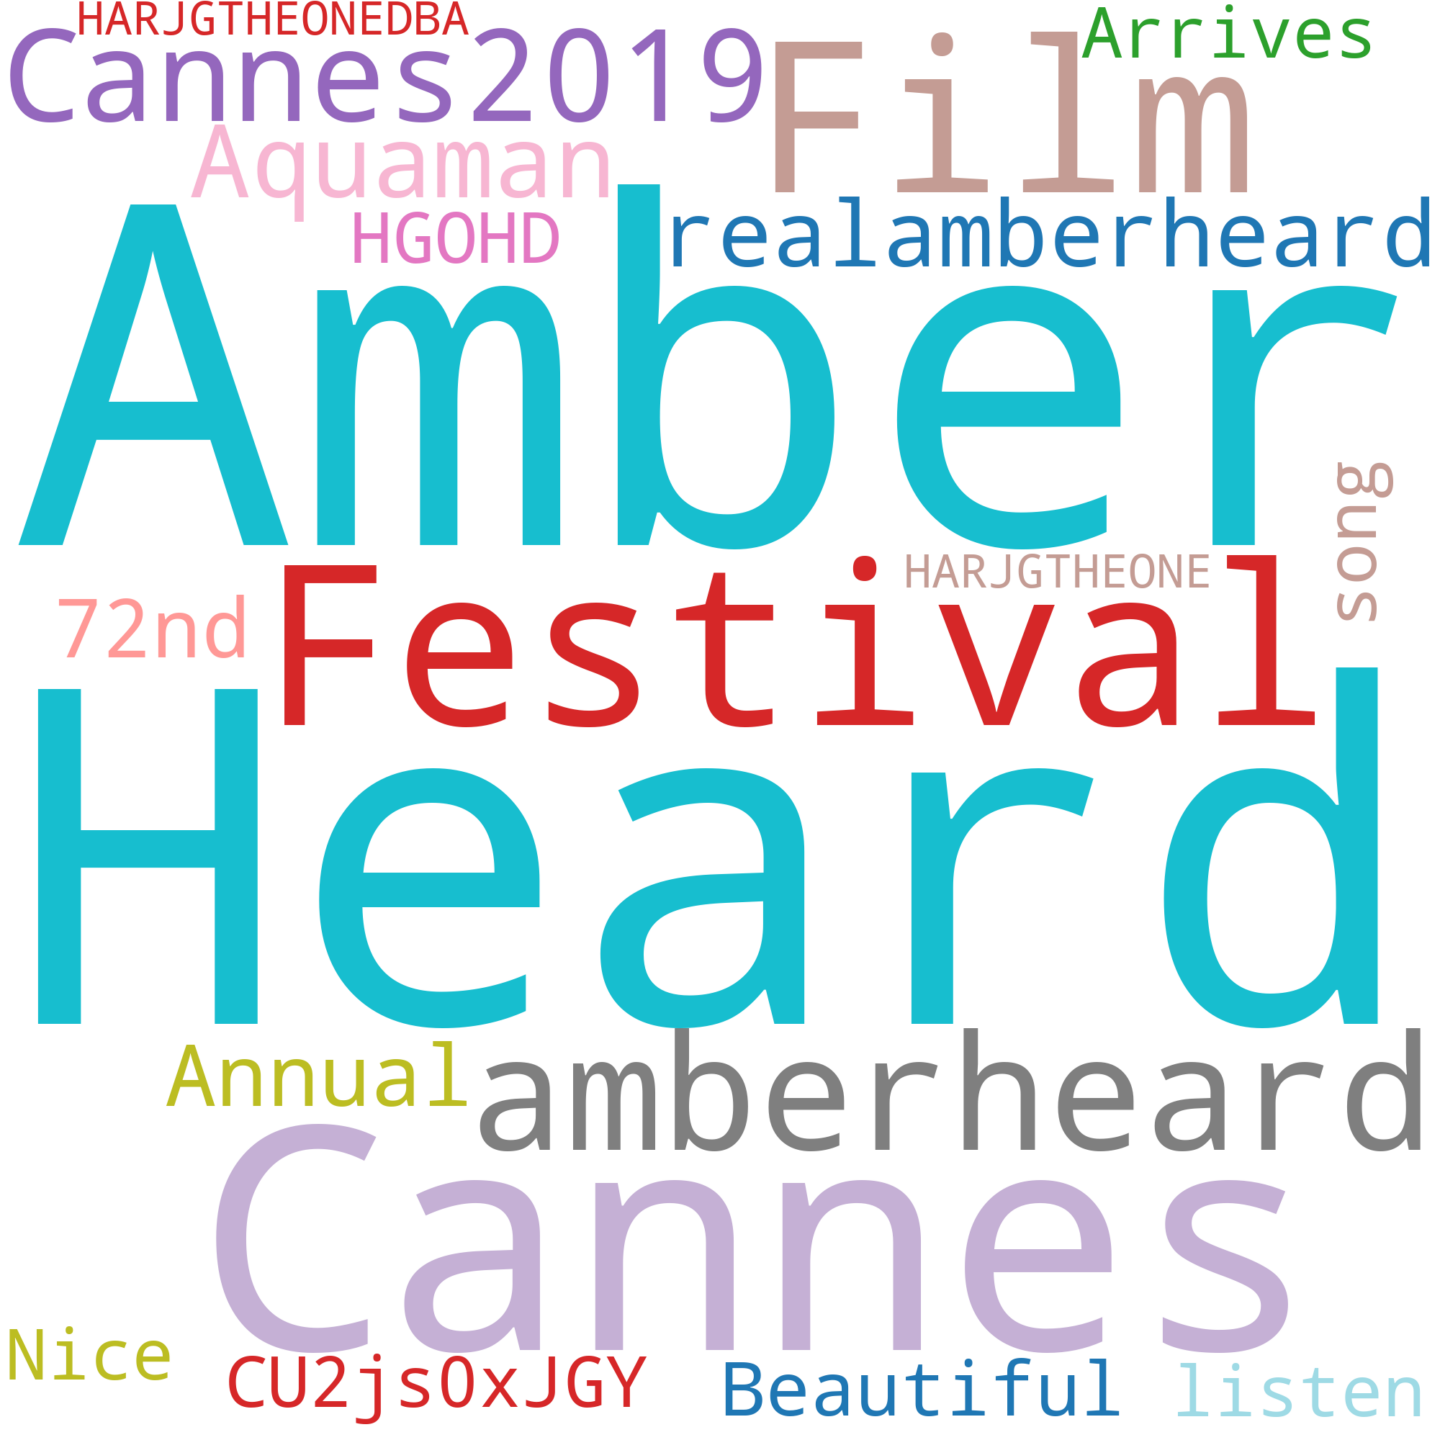 HARJGTHEONEDBA
Cannes2019 Film Arrives
Aquaman
HGOHD realamberheard
Amber
song
HARJGTHEONE
72nd Festival
Heard
Annual amberheard
Cannes
Nice CU2js0xJGY Beautiful listen